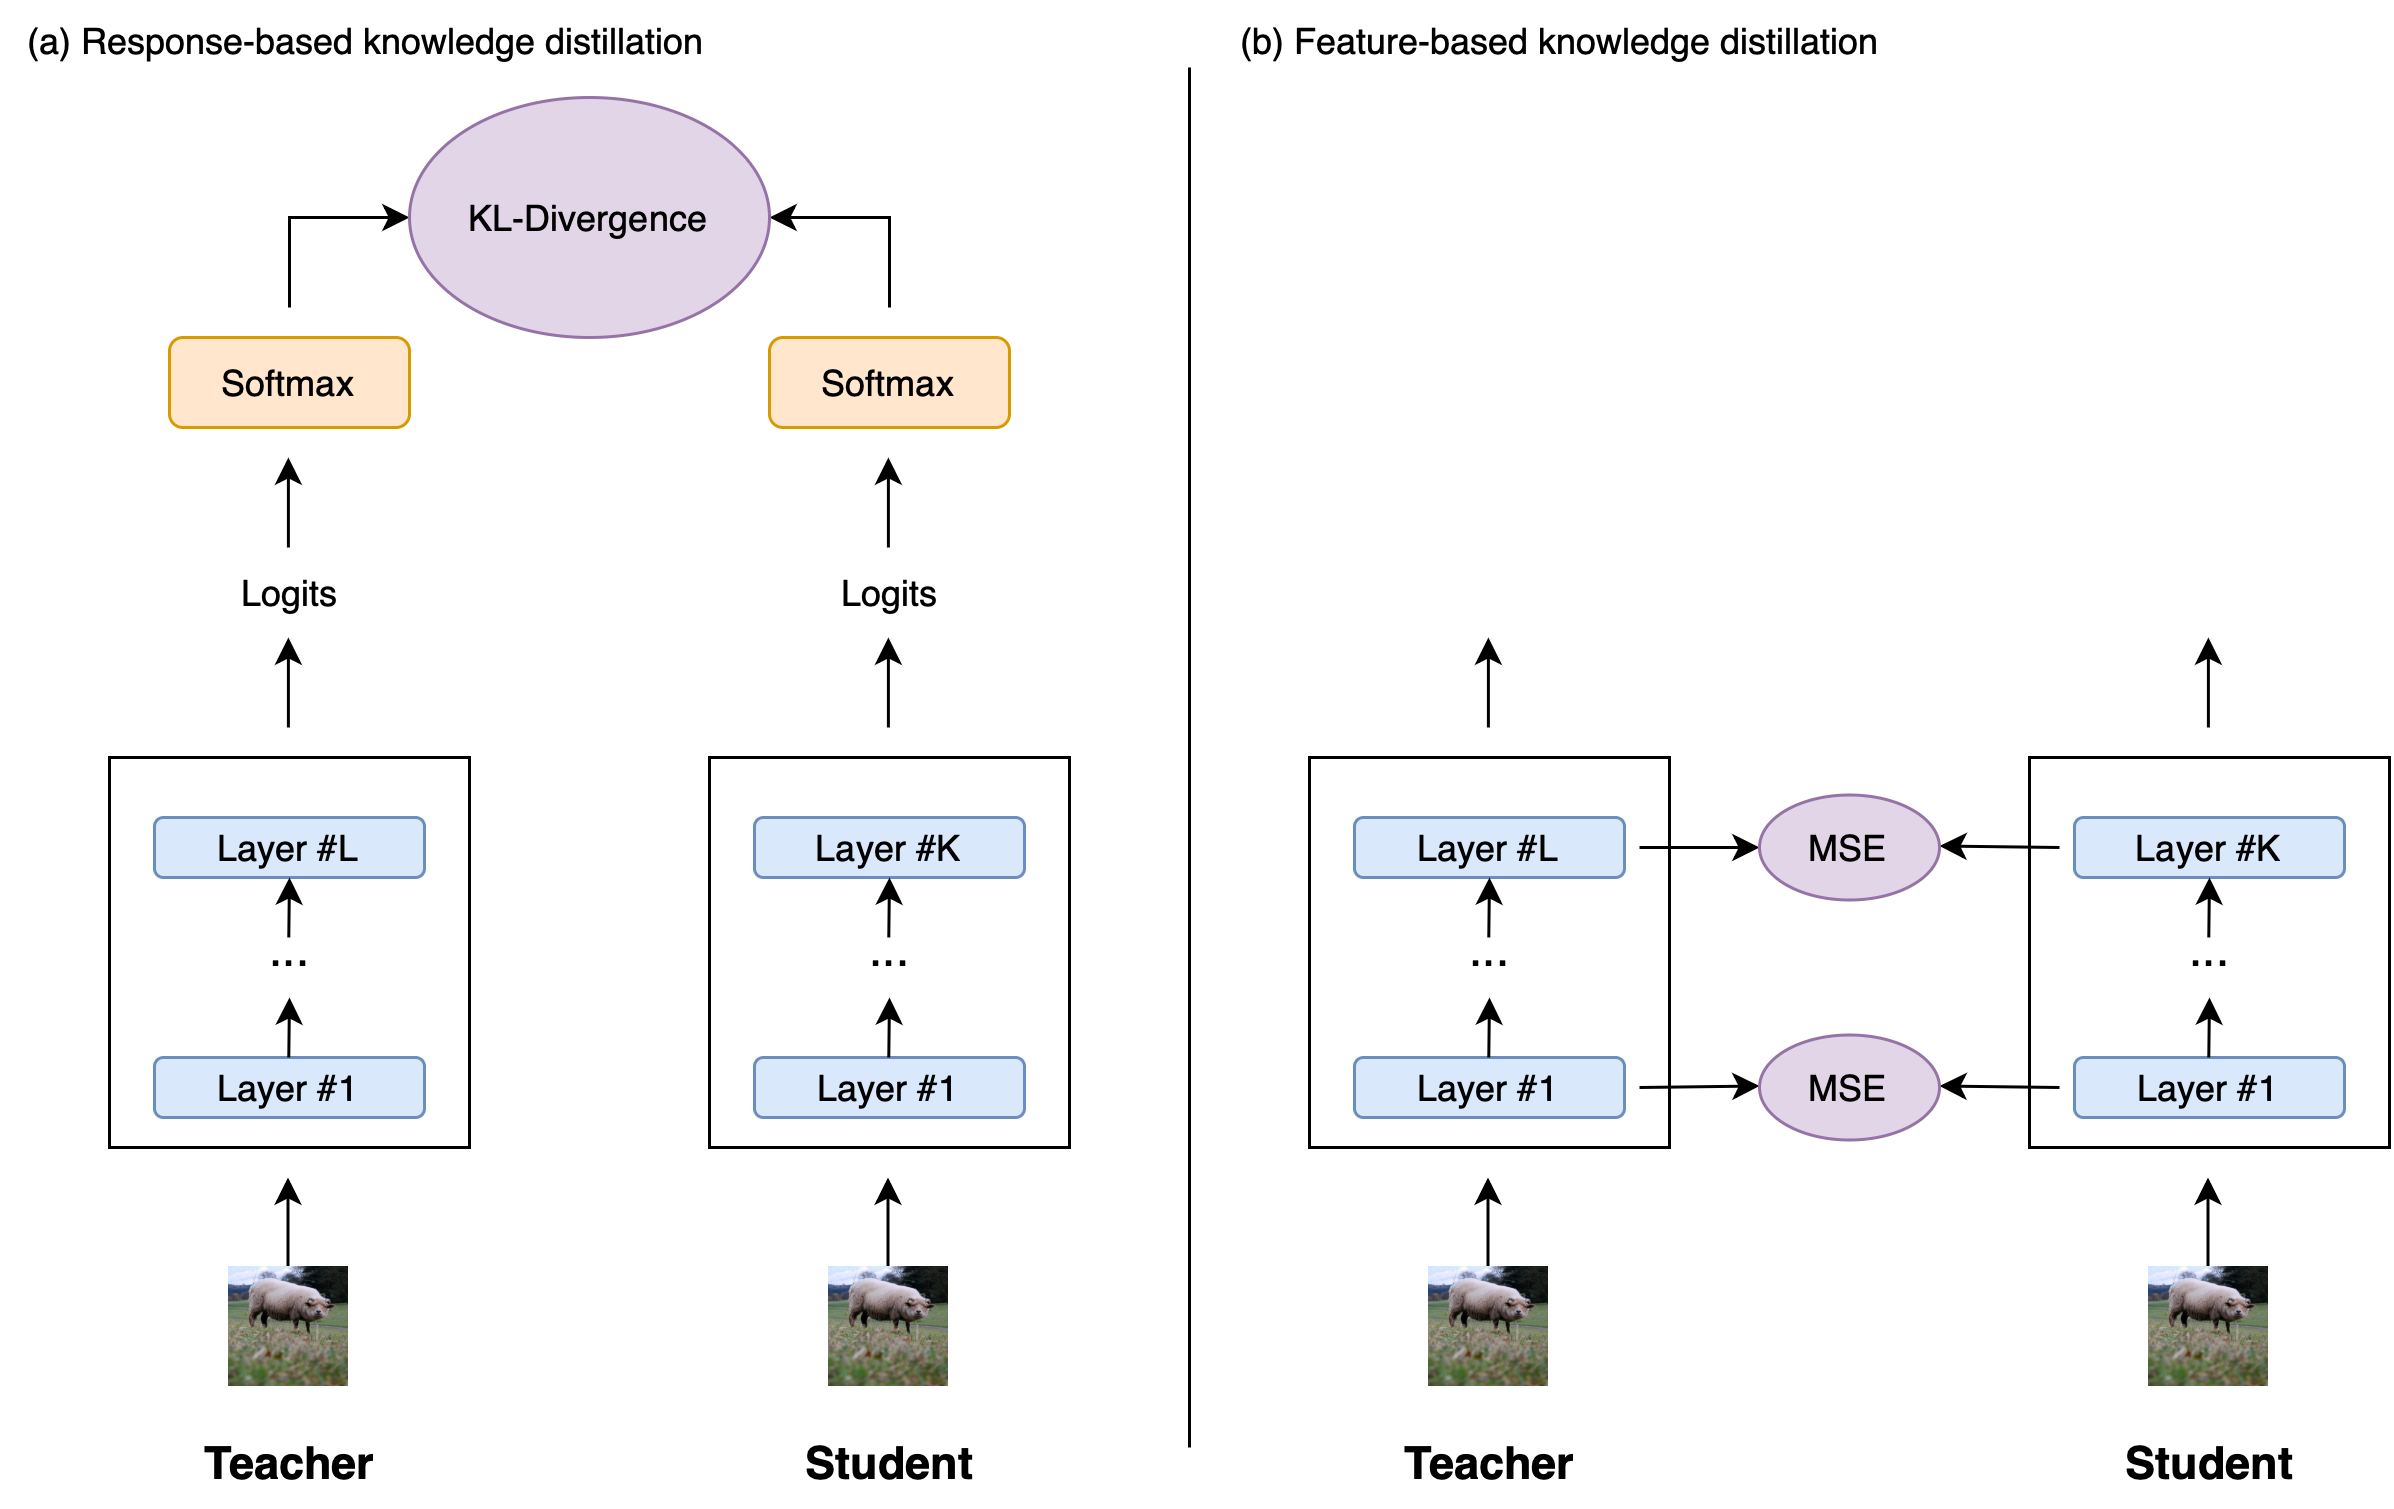 (a) Response-based knowledge distillation
KL-Divergence
Softmax
Softmax
Logits
Logits
Layer #L
Layer #K
...
...
Layer #1
Layer #1
Teacher
Student
(b) Feature-based knowledge distillation
Layer #L
MSE
Layer #K
...
...
Layer #1
MSE
Layer #1
Teacher
Student